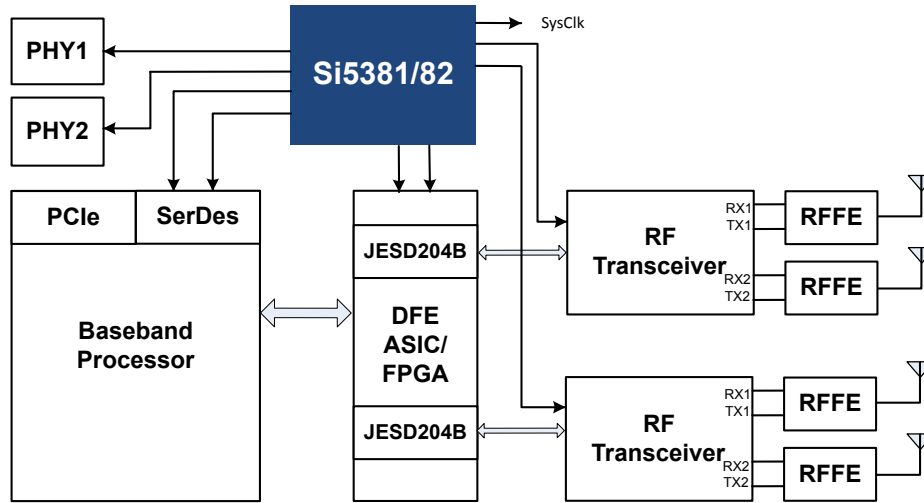 SysClk
PHY1
Si5381/82
PHY2
PCIe
SerDes
Baseband
Processor
JESD204B
DFE
ASIC/
FPGA
JESD204B
RF
Transceiver
RX1
TX1
RX2
TX2
RFFE
RFFE
RF
Transceiver
RX1
TX1
RX2
TX2
RFFE
RFFE